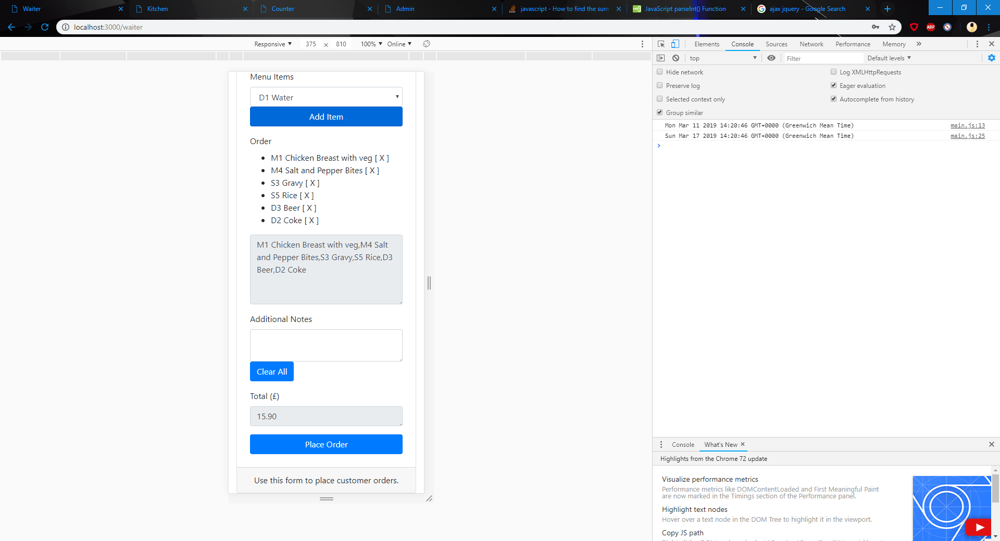 Waiter
Kitchen
Counter
Admin
javascript - How to find the sum
JavaScript parseInt() Function
ajax jquery - Google Search
localhost:3000/waiter
ABP
Responsive ▼ 375 x 810 100% ▼ Online ▼
Elements Console Sources Network Performance Memory »
top Filter Default levels ▼
Hide network
Log XMLHttpRequests
Preserve log
Eager evaluation
Selected context only
Autocomplete from history
Group similar
Mon Mar 11 2019 14:20:46 GMT+0000 (Greenwich Mean Time) main.js:13
Sun Mar 17 2019 14:20:46 GMT+0000 (Greenwich Mean Time) main.js:25
Menu Items
D1 Water
Add Item
Order
M1 Chicken Breast with veg [ X ]
M4 Salt and Pepper Bites [ X ]
S3 Gravy [ X ]
S5 Rice [ X ]
D3 Beer [ X ]
D2 Coke [ X ]
M1 Chicken Breast with veg,M4 Salt
and Pepper Bites,S3 Gravy,S5 Rice,D3
Beer,D2 Coke
Additional Notes
Clear All
Total (£)
15.90
Place Order
Use this form to place customer orders.
Console What's New
Highlights from the Chrome 72 update
Visualize performance metrics
Performance metrics like DOMContentLoaded and First Meaningful Paint
are now marked in the Timings section of the Performance panel.
Highlight text nodes
Hover over a text node in the DOM Tree to highlight it in the viewport.
Copy JS path